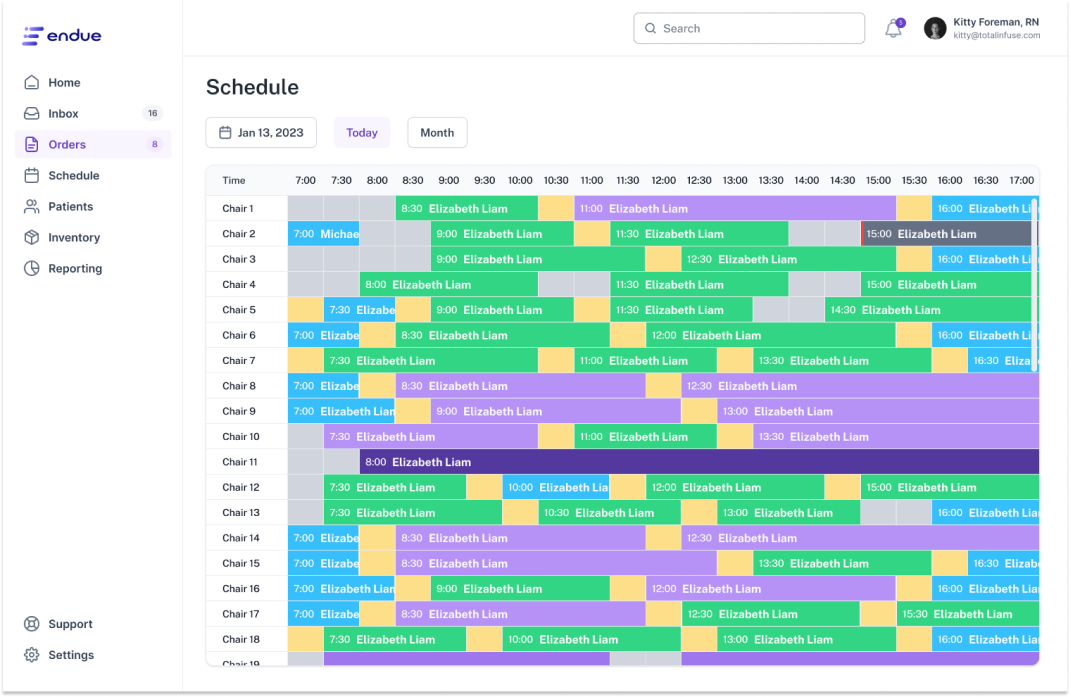 endue
Search
5
Kitty Foreman, RN
kitty@totalinfuse.com
Home
Inbox 16
Orders 8
Schedule
Patients
Inventory
Reporting
Support
Settings
Schedule
Jan 13, 2023 Today Month
Time 7:00 7:30 8:00 8:30 9:00 9:30 10:00 10:30 11:00 11:30 12:00 12:30 13:00 13:30 14:00 14:30 15:00 15:30 16:00 16:30 17:00
Chair 1 8:30 Elizabeth Liam 11:00 Elizabeth Liam 16:00 Elizabeth Li
Chair 2 7:00 Michae 9:00 Elizabeth Liam 11:30 Elizabeth Liam 15:00 Elizabeth Liam
Chair 3 9:00 Elizabeth Liam 12:30 Elizabeth Liam 16:00 Elizabeth Li
Chair 4 8:00 Elizabeth Liam 11:30 Elizabeth Liam 15:00 Elizabeth Liam
Chair 5 7:30 Elizabe 9:00 Elizabeth Liam 11:30 Elizabeth Liam 14:30 Elizabeth Liam
Chair 6 7:00 Elizabe 8:30 Elizabeth Liam 12:00 Elizabeth Liam 16:00 Elizabeth Li
Chair 7 7:30 Elizabeth Liam 11:00 Elizabeth Liam 13:30 Elizabeth Liam 16:30 Eliza
Chair 8 7:00 Elizabe 8:30 Elizabeth Liam 12:30 Elizabeth Liam
Chair 9 7:00 Elizabeth Liam 9:00 Elizabeth Liam 13:00 Elizabeth Liam
Chair 10 7:30 Elizabeth Liam 11:00 Elizabeth Liam 13:30 Elizabeth Liam
Chair 11 8:00 Elizabeth Liam
Chair 12 7:30 Elizabeth Liam 10:00 Elizabeth Lia 12:00 Elizabeth Liam 15:00 Elizabeth Liam
Chair 13 7:30 Elizabeth Liam 10:30 Elizabeth Liam 13:00 Elizabeth Liam 16:00 Elizabeth Lia
Chair 14 7:00 Elizabe 8:30 Elizabeth Liam 12:30 Elizabeth Liam
Chair 15 7:00 Elizabe 8:30 Elizabeth Liam 13:30 Elizabeth Liam 16:30 Elizab
Chair 16 7:00 Elizabeth Liam 9:00 Elizabeth Liam 12:00 Elizabeth Liam 16:00 Elizabeth Lia
Chair 17 7:00 Elizabe 8:30 Elizabeth Liam 12:30 Elizabeth Liam 15:30 Elizabeth Liam
Chair 18 7:30 Elizabeth Liam 10:00 Elizabeth Liam 13:00 Elizabeth Liam 16:00 Elizabeth Lia
Chair 19